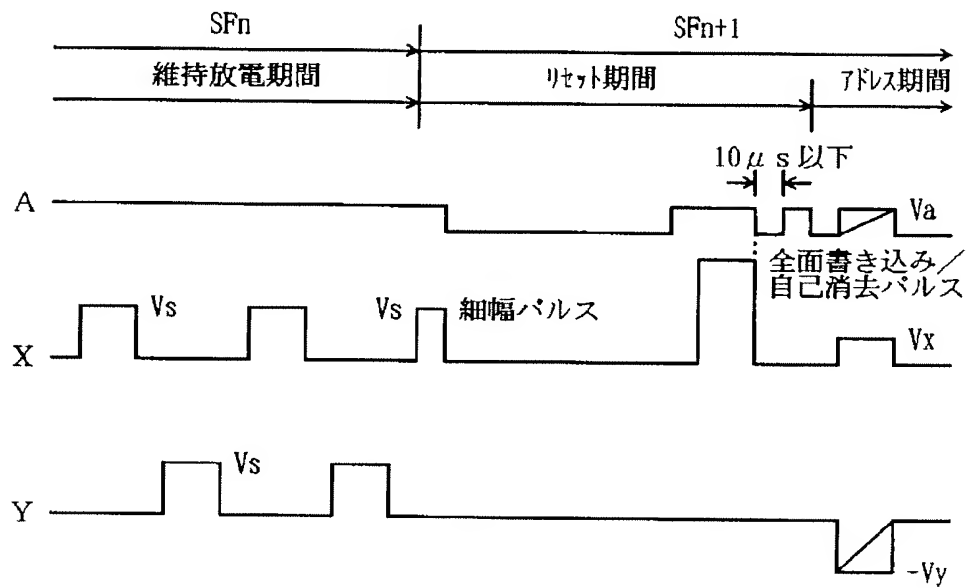 SFn
SFn+1
維持放電期間
リセット期間
アドレス期間
10μs以下
A
Va
全面書き込み/
自己消去パルス
Vs
Vs
細幅パルス
X
Vx
Vs
Y
-Vy